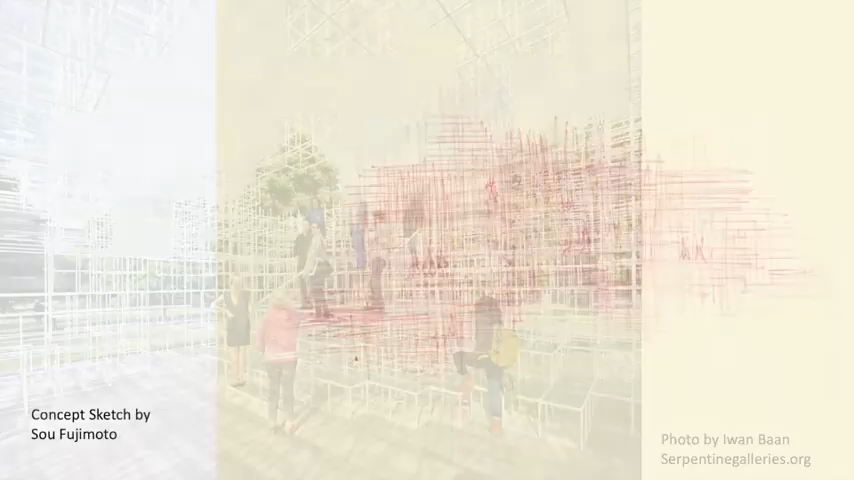 Concept Sketch by
Sou Fujimoto
Photo by Iwan Baan
Serpentinegalleries.org